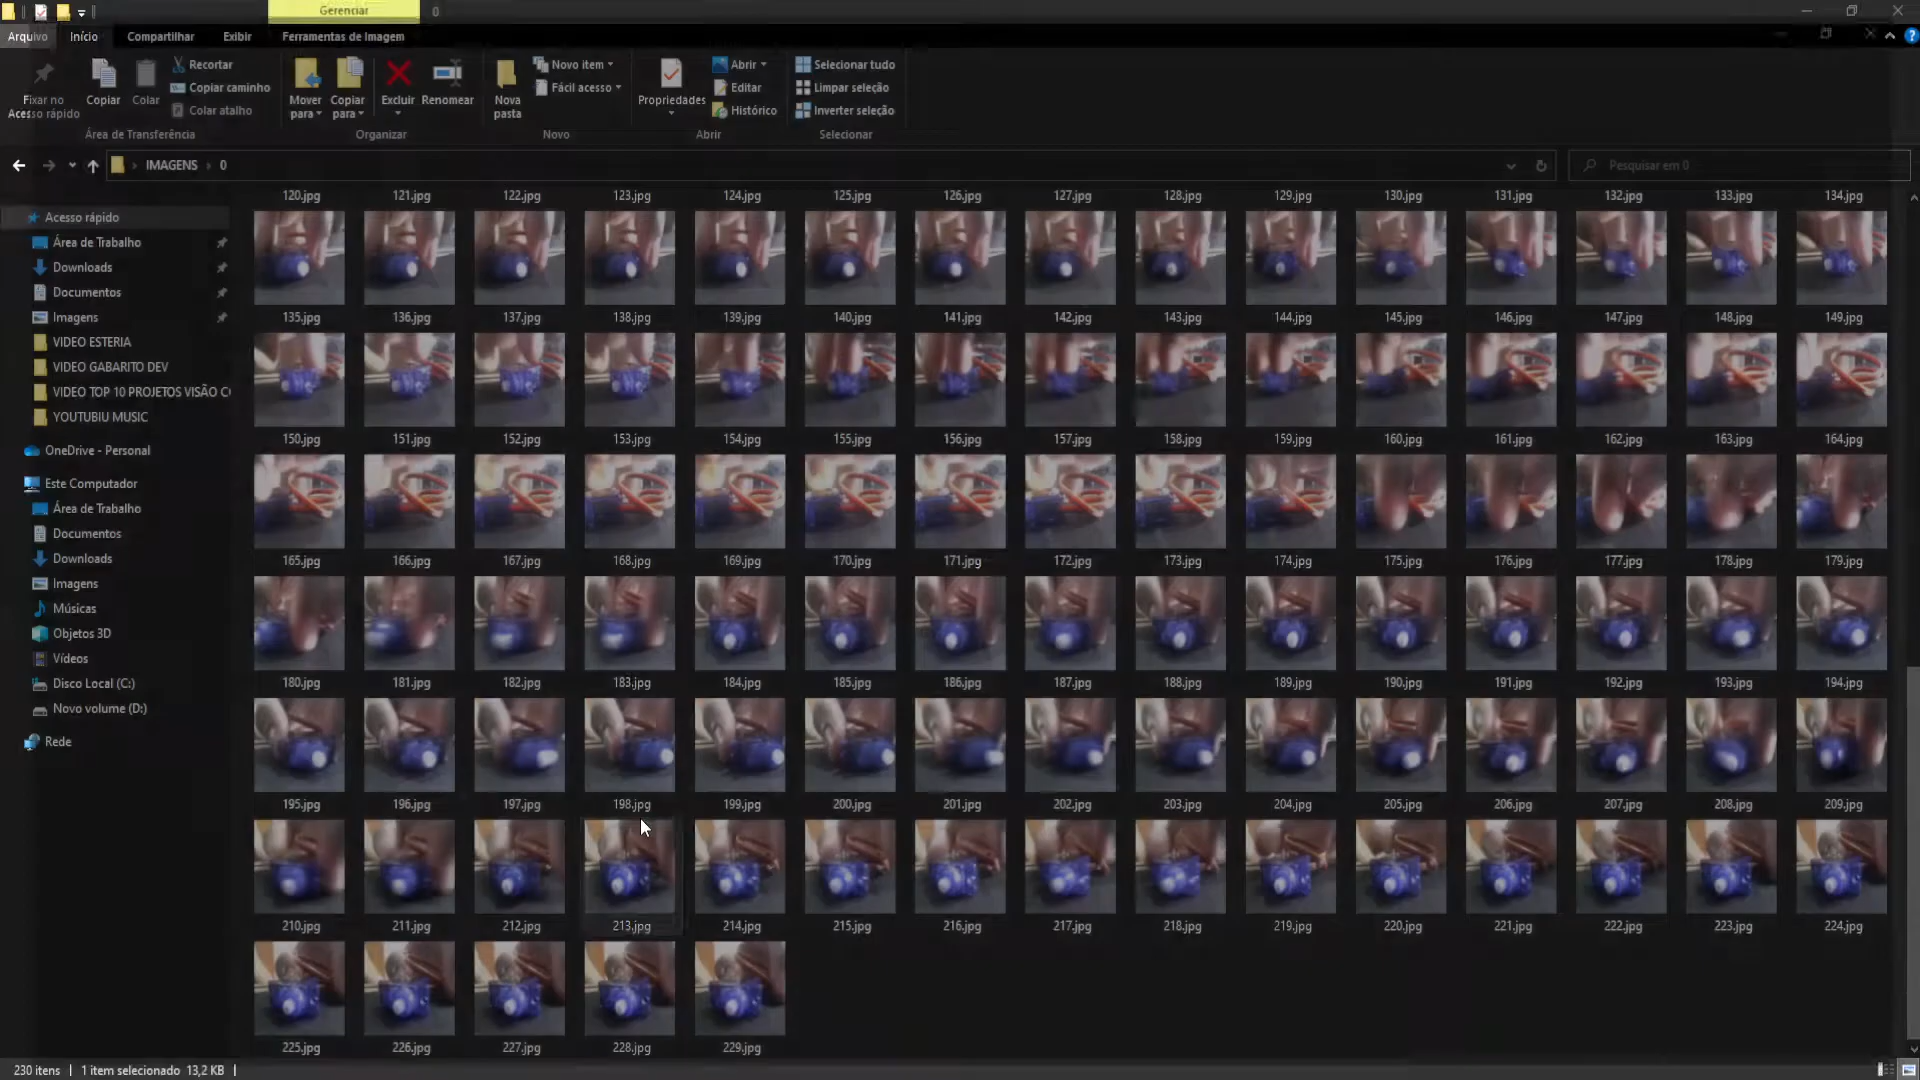 Gerenciar 0
Arquivo Início Compartilhar Exibir Ferramentas de Imagem
Fixar no Acesso rápido
Copiar
Colar
Recortar
Copiar caminho
Colar atalho
Área de Transferência
Mover para
Copiar para
Excluir
Renomear
Organizar
Nova pasta
Novo item
Fácil acesso
Novo
Propriedades
Abrir
Editar
Histórico
Abrir
Selecionar tudo
Limpar seleção
Inverter seleção
Selecionar
IMAGENS 0
Pesquisar em 0
Acesso rápido
Área de Trabalho
Downloads
Documentos
Imagens
VIDEO ESTERIA
VIDEO GABARITO DEV
VIDEO TOP 10 PROJETOS VISÃO C
YOUTUBIU MUSIC
OneDrive - Personal
Este Computador
Área de Trabalho
Documentos
Downloads
Imagens
Músicas
Objetos 3D
Vídeos
Disco Local (C:)
Novo volume (D:)
Rede
120.jpg 121.jpg 122.jpg 123.jpg 124.jpg 125.jpg 126.jpg 127.jpg 128.jpg 129.jpg 130.jpg 131.jpg 132.jpg 133.jpg 134.jpg
135.jpg 136.jpg 137.jpg 138.jpg 139.jpg 140.jpg 141.jpg 142.jpg 143.jpg 144.jpg 145.jpg 146.jpg 147.jpg 148.jpg 149.jpg
150.jpg 151.jpg 152.jpg 153.jpg 154.jpg 155.jpg 156.jpg 157.jpg 158.jpg 159.jpg 160.jpg 161.jpg 162.jpg 163.jpg 164.jpg
165.jpg 166.jpg 167.jpg 168.jpg 169.jpg 170.jpg 171.jpg 172.jpg 173.jpg 174.jpg 175.jpg 176.jpg 177.jpg 178.jpg 179.jpg
180.jpg 181.jpg 182.jpg 183.jpg 184.jpg 185.jpg 186.jpg 187.jpg 188.jpg 189.jpg 190.jpg 191.jpg 192.jpg 193.jpg 194.jpg
195.jpg 196.jpg 197.jpg 198.jpg 199.jpg 200.jpg 201.jpg 202.jpg 203.jpg 204.jpg 205.jpg 206.jpg 207.jpg 208.jpg 209.jpg
210.jpg 211.jpg 212.jpg 213.jpg 214.jpg 215.jpg 216.jpg 217.jpg 218.jpg 219.jpg 220.jpg 221.jpg 222.jpg 223.jpg 224.jpg
225.jpg 226.jpg 227.jpg 228.jpg 229.jpg
230 itens 1 item selecionado 13,2 KB